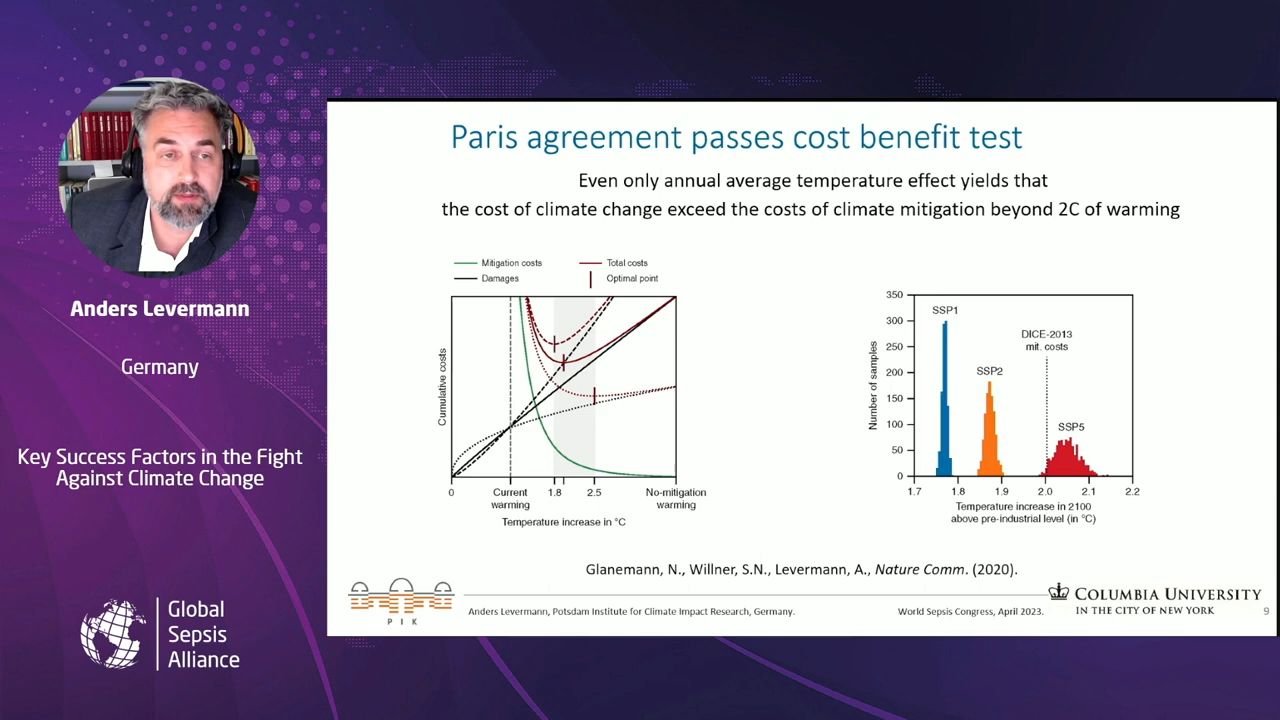 Anders Levermann
Germany
Key Success Factors in the Fight
Against Climate Change
Global
Sepsis
Alliance
Paris agreement passes cost benefit test
Even only annual average temperature effect yields that
the cost of climate change exceed the costs of climate mitigation beyond 2C of warming
Mitigation costs
Total costs
Damages
Optimal point
Cumulative costs
0
Current
warming
1.8
2.5
No-mitigation
warming
Temperature increase in °C
Number of samples
350
300
250
200
150
100
50
0
SSP1
SSP2
DICE-2013
mit. costs
SSP5
1.7
1.8
1.9
2.0
2.1
2.2
Temperature increase in 2100
above pre-industrial level (in °C)
Glanemann, N., Willner, S.N., Levermann, A., Nature Comm. (2020).
P I K
Anders Levermann, Potsdam Institute for Climate Impact Research, Germany.
World Sepsis Congress, April 2023.
COLUMBIA UNIVERSITY
IN THE CITY OF NEW YORK
9